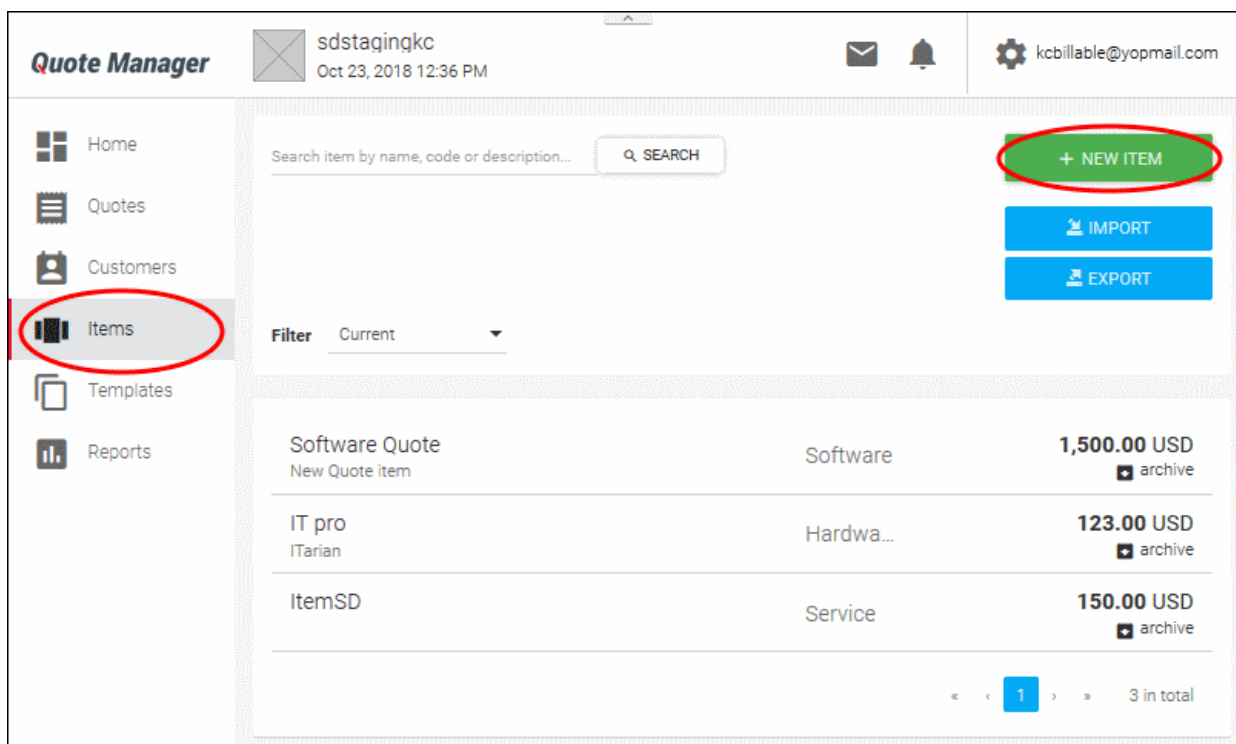 Quote Manager
sdstagingkc
Oct 23, 2018 12:36 PM
kcbillable@yopmail.com
Home
Quotes
Customers
Items
Templates
Reports
Search item by name, code or description...
SEARCH
+ NEW ITEM
IMPORT
EXPORT
Filter Current
Software Quote
New Quote item
Software
1,500.00 USD
archive
IT pro
ITarian
Hardwa...
123.00 USD
archive
ItemSD
Service
150.00 USD
archive
« ‹ 1 › » 3 in total